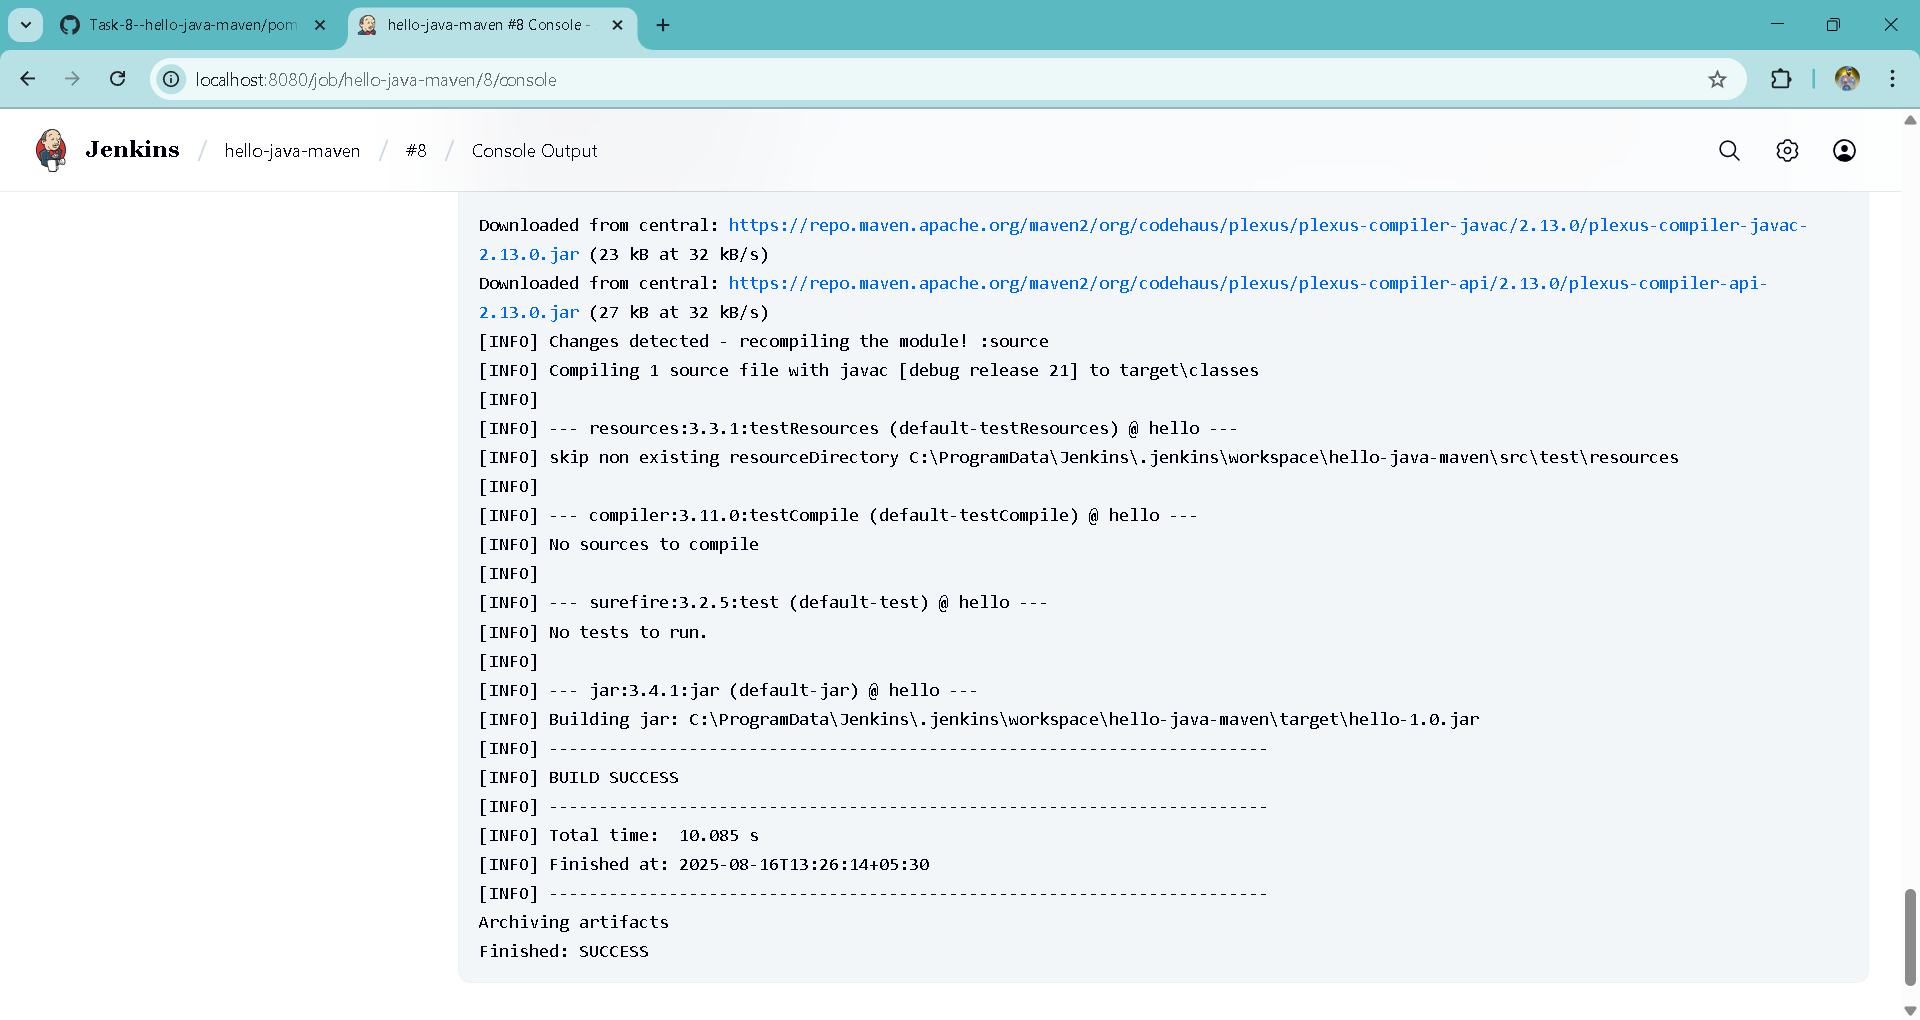 Task-8--hello-java-maven/pom
hello-java-maven #8 Console -
localhost:8080/job/hello-java-maven/8/console
Jenkins / hello-java-maven / #8 / Console Output
Downloaded from central: https://repo.maven.apache.org/maven2/org/codehaus/plexus/plexus-compiler-javac/2.13.0/plexus-compiler-javac-
2.13.0.jar (23 kB at 32 kB/s)
Downloaded from central: https://repo.maven.apache.org/maven2/org/codehaus/plexus/plexus-compiler-api/2.13.0/plexus-compiler-api-
2.13.0.jar (27 kB at 32 kB/s)
[INFO] Changes detected - recompiling the module! :source
[INFO] Compiling 1 source file with javac [debug release 21] to target\classes
[INFO]
[INFO] --- resources:3.3.1:testResources (default-testResources) @ hello ---
[INFO] skip non existing resourceDirectory C:\ProgramData\Jenkins\.jenkins\workspace\hello-java-maven\src\test\resources
[INFO]
[INFO] --- compiler:3.11.0:testCompile (default-testCompile) @ hello ---
[INFO] No sources to compile
[INFO]
[INFO] --- surefire:3.2.5:test (default-test) @ hello ---
[INFO] No tests to run.
[INFO]
[INFO] --- jar:3.4.1:jar (default-jar) @ hello ---
[INFO] Building jar: C:\ProgramData\Jenkins\.jenkins\workspace\hello-java-maven\target\hello-1.0.jar
[INFO] ------------------------------------------------------------------------
[INFO] BUILD SUCCESS
[INFO] ------------------------------------------------------------------------
[INFO] Total time:  10.085 s
[INFO] Finished at: 2025-08-16T13:26:14+05:30
[INFO] ------------------------------------------------------------------------
Archiving artifacts
Finished: SUCCESS